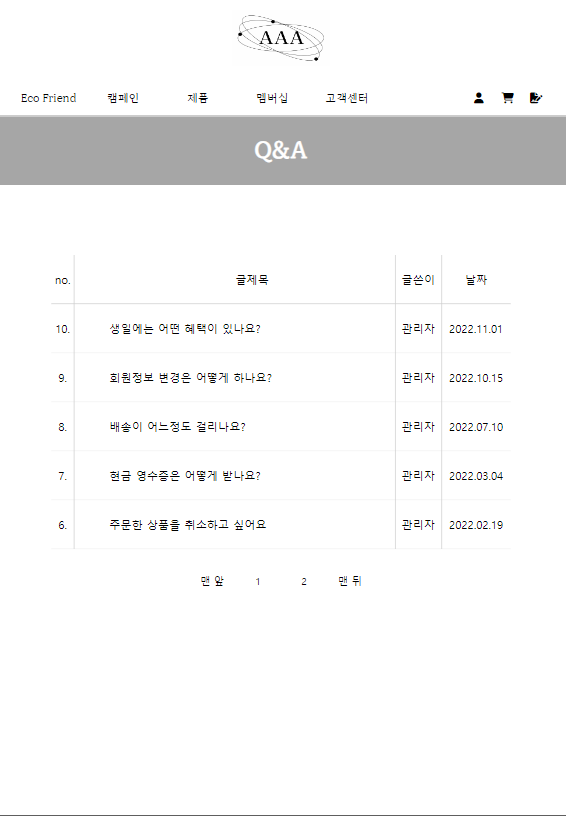 AAA
Eco Friend 캠페인 제품 멤버십 고객센터
Q&A
no. 글제목 글쓴이 날짜
10. 생일에는 어떤 혜택이 있나요? 관리자 2022.11.01
9. 회원정보 변경은 어떻게 하나요? 관리자 2022.10.15
8. 배송이 어느정도 걸리나요? 관리자 2022.07.10
7. 현금 영수증은 어떻게 받나요? 관리자 2022.03.04
6. 주문한 상품을 취소하고 싶어요 관리자 2022.02.19
맨 앞 1 2 맨 뒤